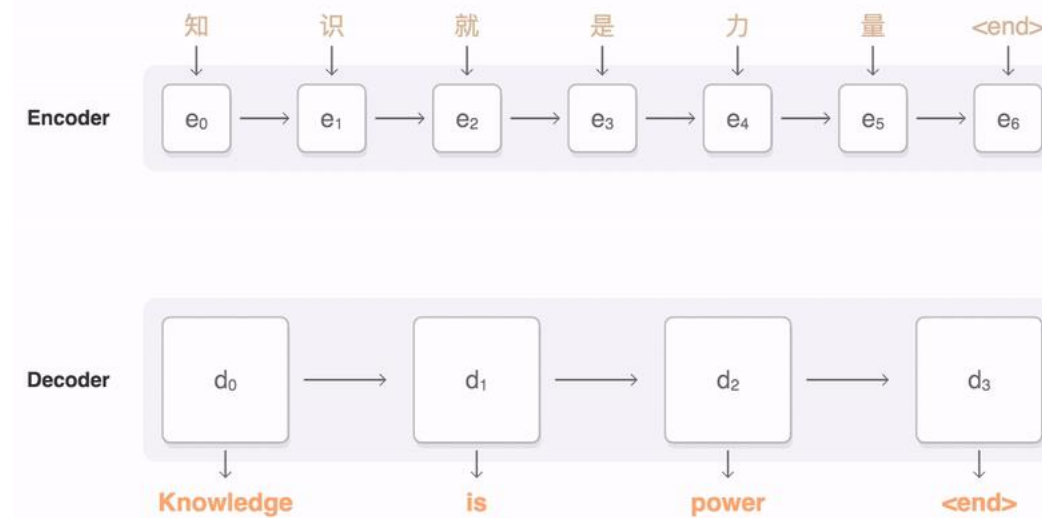 知 识 就 是 力 量 <end>
Encoder e₀ e₁ e₂ e₃ e₄ e₅ e₆
Decoder d₀ d₁ d₂ d₃
Knowledge is power <end>